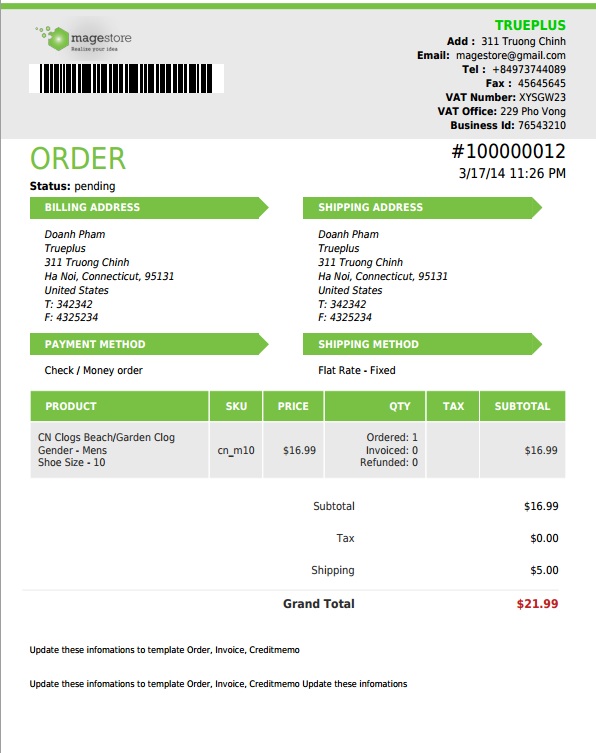 magestore
Realize your idea
TRUEPLUS
Add : 311 Truong Chinh
Email: magestore@gmail.com
Tel : +84973744089
Fax : 45645645
VAT Number: XYSGW23
VAT Office: 229 Pho Vong
Business Id: 76543210
ORDER
#100000012
3/17/14 11:26 PM
Status: pending
BILLING ADDRESS
Doanh Pham
Trueplus
311 Truong Chinh
Ha Noi, Connecticut, 95131
United States
T: 342342
F: 4325234
SHIPPING ADDRESS
Doanh Pham
Trueplus
311 Truong Chinh
Ha Noi, Connecticut, 95131
United States
T: 342342
F: 4325234
PAYMENT METHOD
Check / Money order
SHIPPING METHOD
Flat Rate - Fixed
PRODUCT SKU PRICE QTY TAX SUBTOTAL
CN Clogs Beach/Garden Clog
Gender - Mens
Shoe Size - 10
cn_m10
$16.99
Ordered: 1
Invoiced: 0
Refunded: 0
$16.99
Subtotal $16.99
Tax $0.00
Shipping $5.00
Grand Total $21.99
Update these infomations to template Order, Invoice, Creditmemo
Update these infomations to template Order, Invoice, Creditmemo Update these infomations